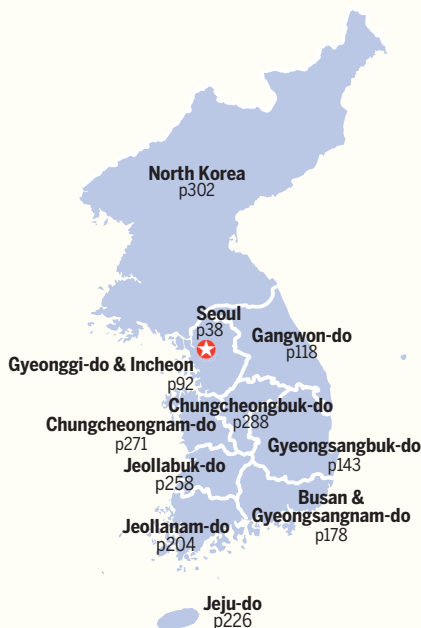 North Korea
p302
Seoul
p38
Gangwon-do
p118
Gyeonggi-do & Incheon
p92
Chungcheongbuk-do
p288
Chungcheongnam-do
p271
Gyeongsangbuk-do
p143
Jeollabuk-do
p258
Busan &
Gyeongsangnam-do
p178
Jeollanam-do
p204
Jeju-do
p226